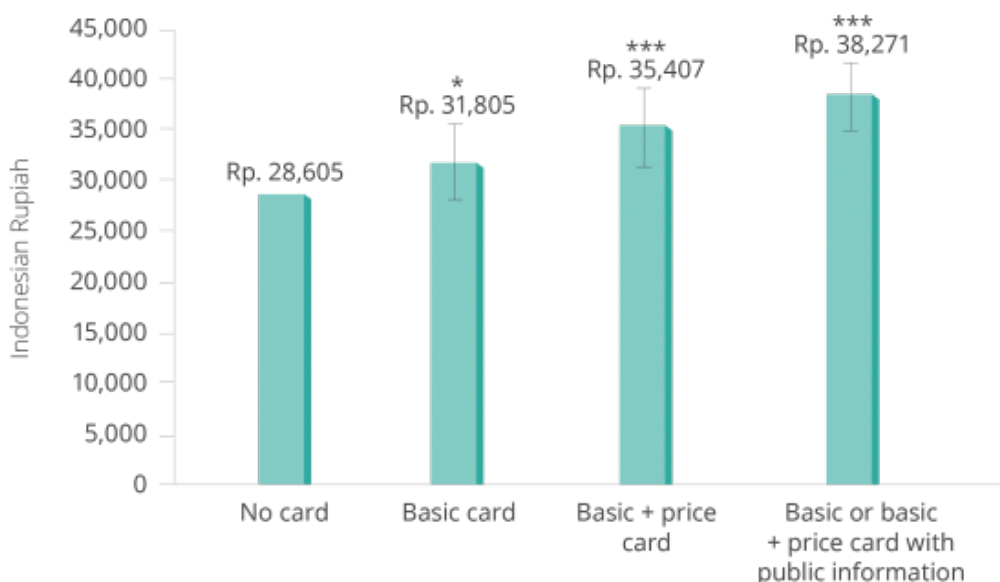 Indonesian Rupiah
45,000
40,000
35,000
30,000
25,000
20,000
15,000
10,000
5,000
0
Rp. 28,605
*
Rp. 31,805
***
Rp. 35,407
***
Rp. 38,271
No card
Basic card
Basic + price
card
Basic or basic
+ price card with
public information